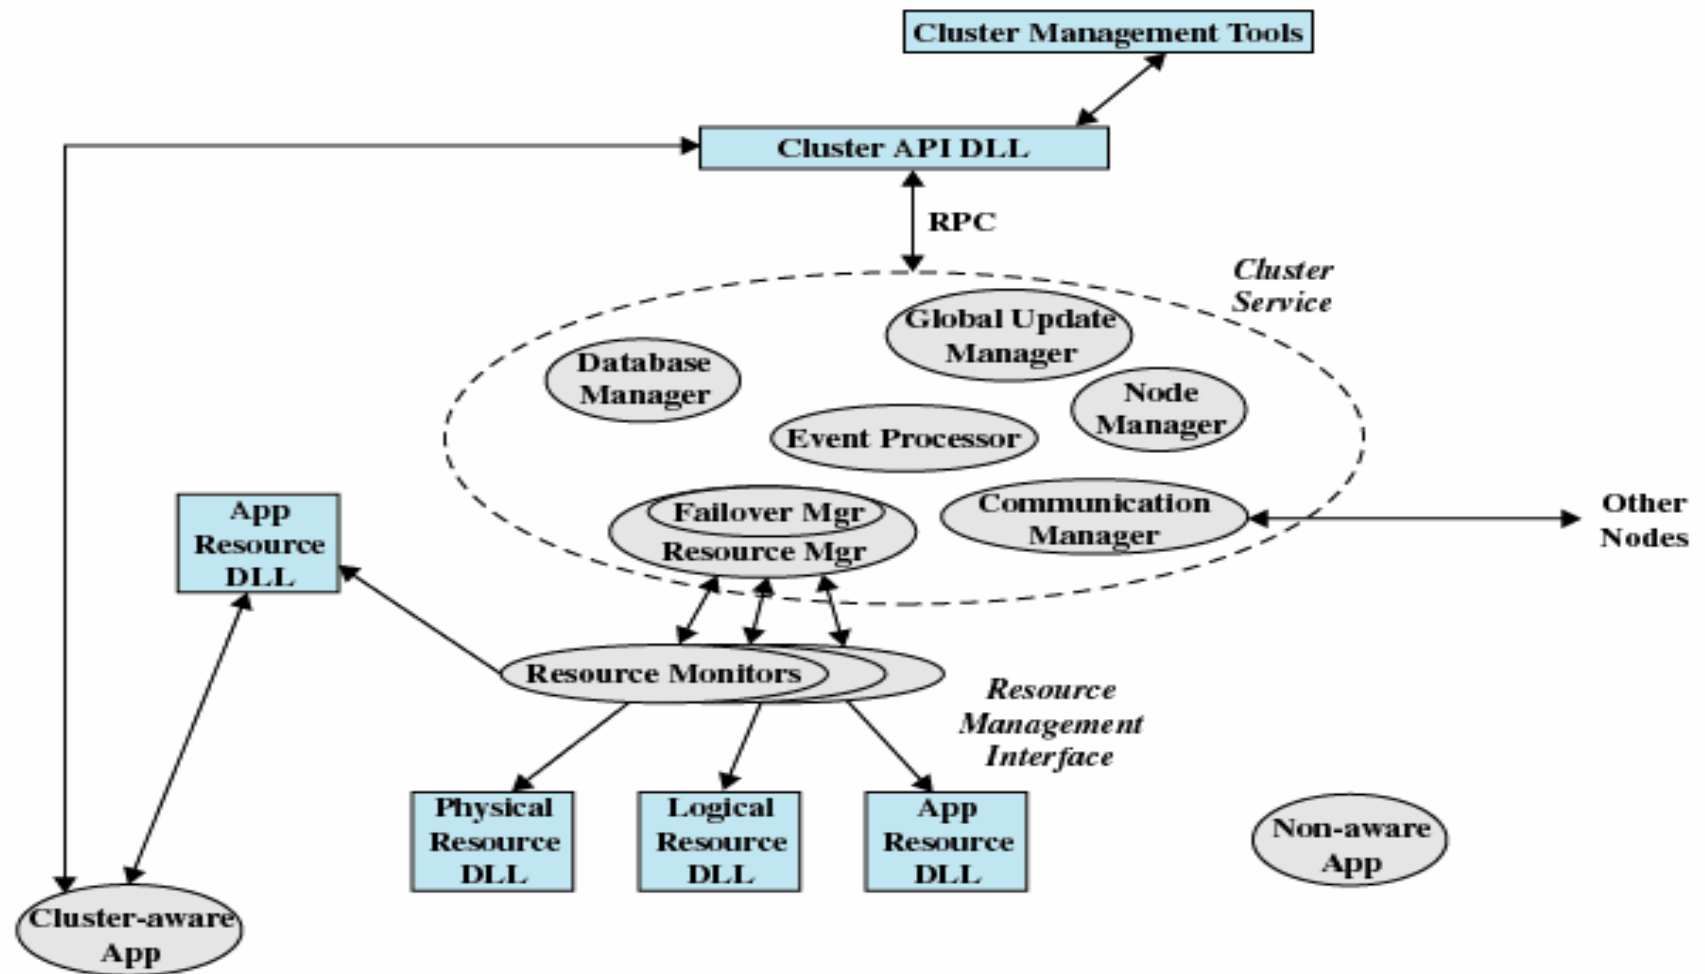 Cluster Management Tools
Cluster API DLL
RPC
Cluster
Service
Global Update
Manager
Database
Manager
Node
Manager
Event Processor
Failover Mgr
Resource Mgr
Communication
Manager
Other
Nodes
App
Resource
DLL
Resource Monitors
Resource
Management
Interface
Physical
Resource
DLL
Logical
Resource
DLL
App
Resource
DLL
Non-aware
App
Cluster-aware
App